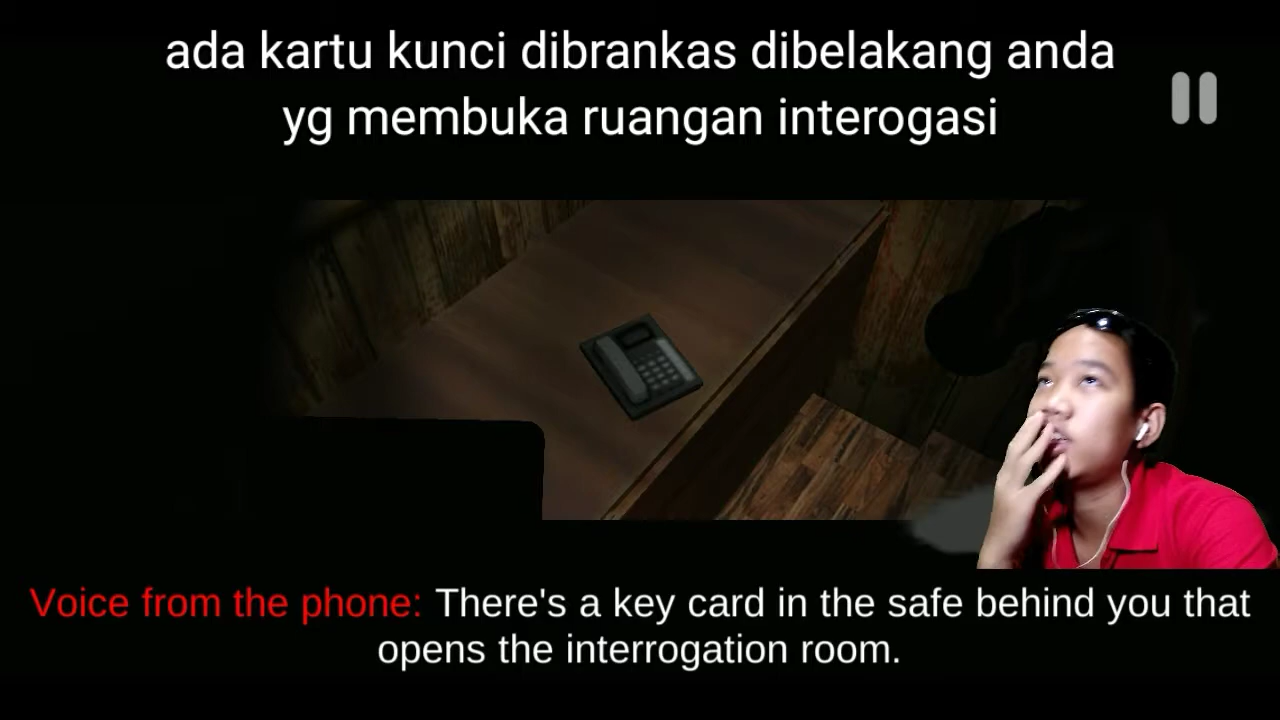 ada kartu kunci dibrankas dibelakang anda
yg membuka ruangan interogasi
Voice from the phone: There's a key card in the safe behind you that
opens the interrogation room.